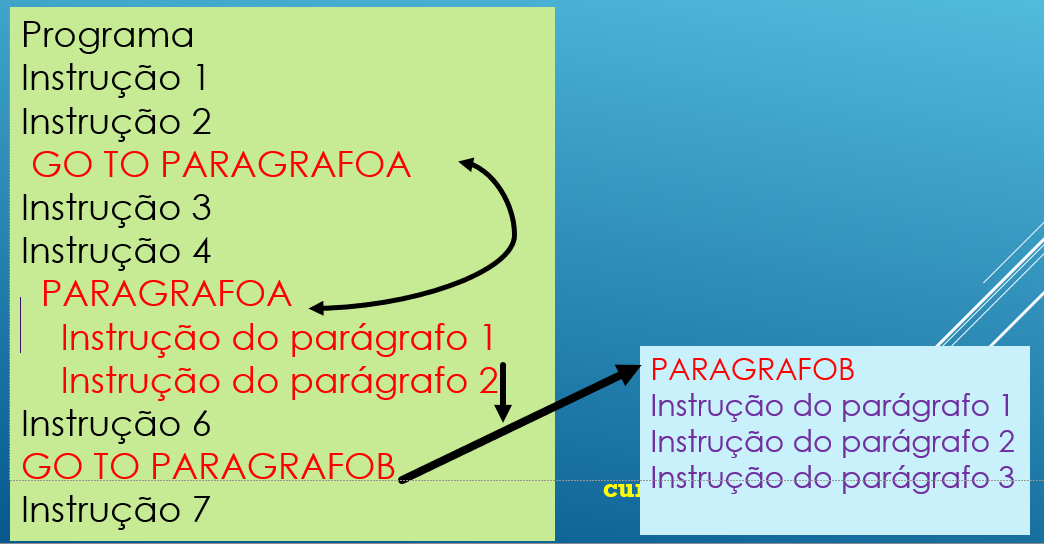 Programa
Instrução 1
Instrução 2
GO TO PARAGRAFOA
Instrução 3
Instrução 4
PARAGRAFOA
Instrução do parágrafo 1
Instrução do parágrafo 2
Instrução 6
GO TO PARAGRAFOB
Instrução 7
PARAGRAFOB
Instrução do parágrafo 1
Instrução do parágrafo 2
Instrução do parágrafo 3